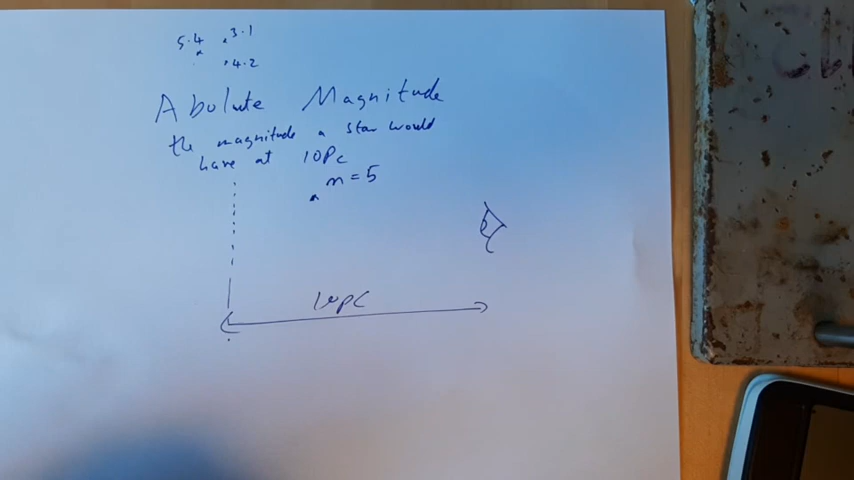 5.4 3.1
4.2
Abolute Magnitude
the magnitude a star would
have at 10Pc
m=5
10pc